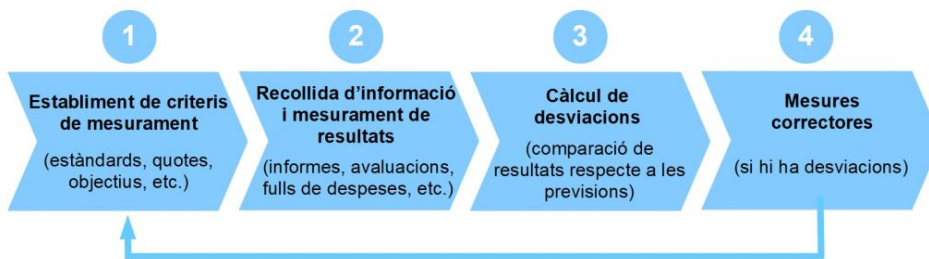 1
Establiment de criteris
de mesurament
(estàndards, quotes,
objectius, etc.)
2
Recollida d'informació
i mesurament de
resultats
(informes, avaluacions,
fulls de despeses, etc.)
3
Càlcul de
desviacions
(comparació de
resultats respecte a les
previsions)
4
Mesures
correctores
(si hi ha desviacions)